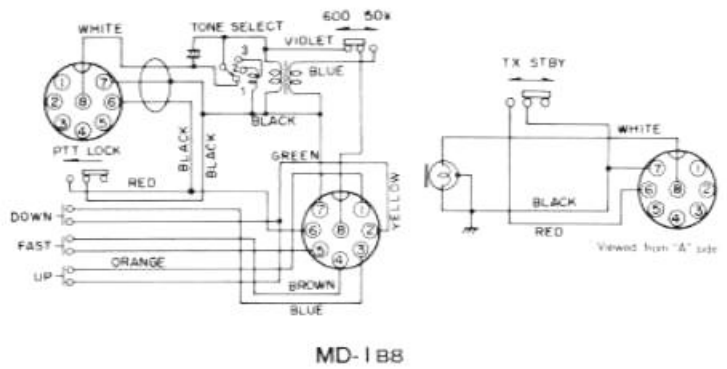 WHITE
TONE SELECT
600 50k
VIOLET
3
2
1
BLUE
TX STBY
WHITE
1 7
2 8 6
3 4 5
BLACK
BLACK
BLACK
PTT LOCK
GREEN
RED
YELLOW
7 1
6 8 2
5 4 3
DOWN
FAST
UP
ORANGE
BROWN
BLUE
7 1
6 8 2
5 4 3
BLACK
RED
Viewed from "A" side
MD-1B8